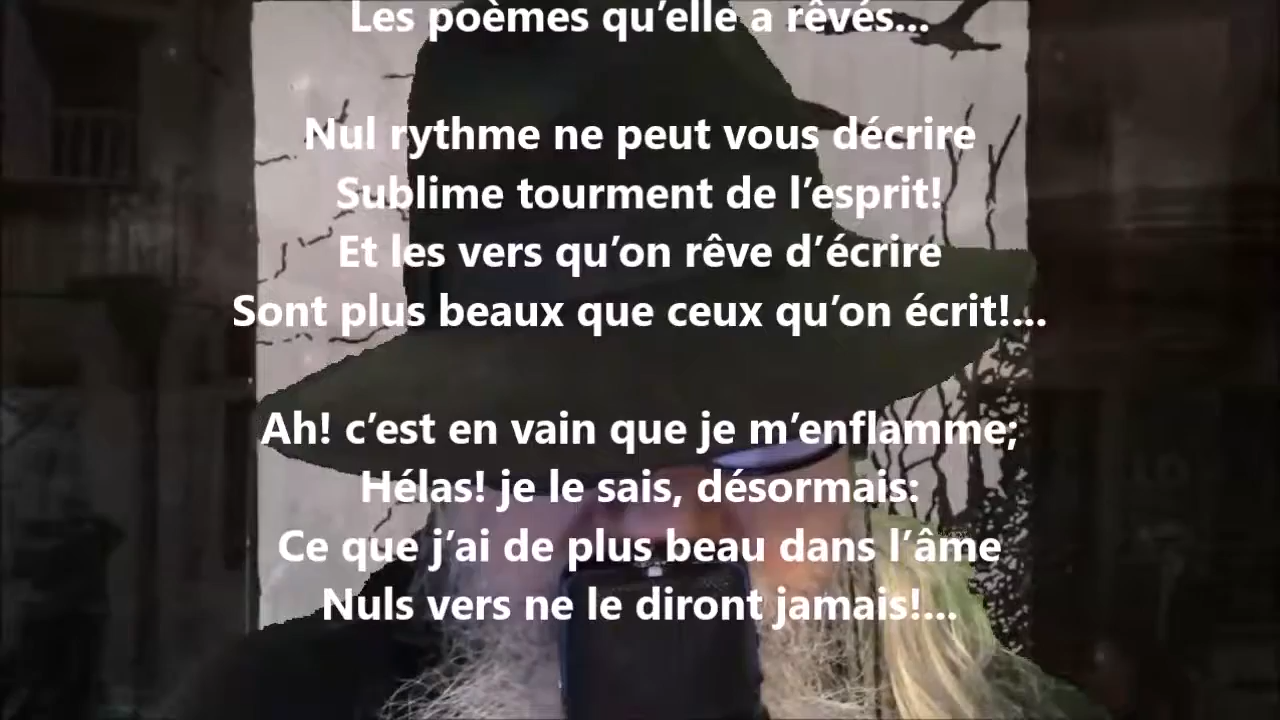 Les poèmes qu’elle a rêvés...
Nul rythme ne peut vous décrire
Sublime tourment de l’esprit!
Et les vers qu’on rêve d’écrire
Sont plus beaux que ceux qu’on écrit!...
Ah! c’est en vain que je m’enflamme;
Hélas! je le sais, désormais:
Ce que j’ai de plus beau dans l’âme
Nuls vers ne le diront jamais!...